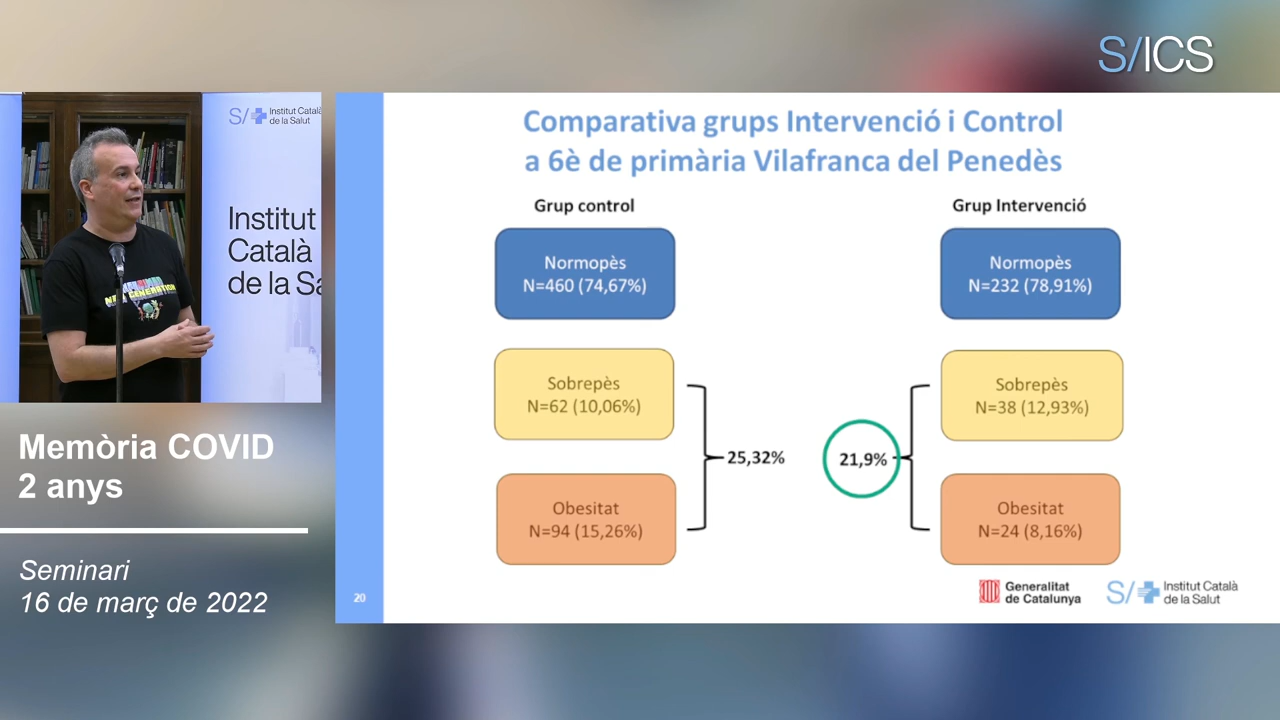 S/ICS
S/ Institut Català
de la Salut
Institut
Català
de la Sa
Memòria COVID
2 anys
Seminari
16 de març de 2022
Comparativa grups Intervenció i Control
a 6è de primària Vilafranca del Penedès
Grup control
Normopès
N=460 (74,67%)
Sobrepès
N=62 (10,06%)
Obesitat
N=94 (15,26%)
25,32%
Grup Intervenció
Normopès
N=232 (78,91%)
Sobrepès
N=38 (12,93%)
Obesitat
N=24 (8,16%)
21,9%
20
Generalitat
de Catalunya
S/ Institut Català
de la Salut